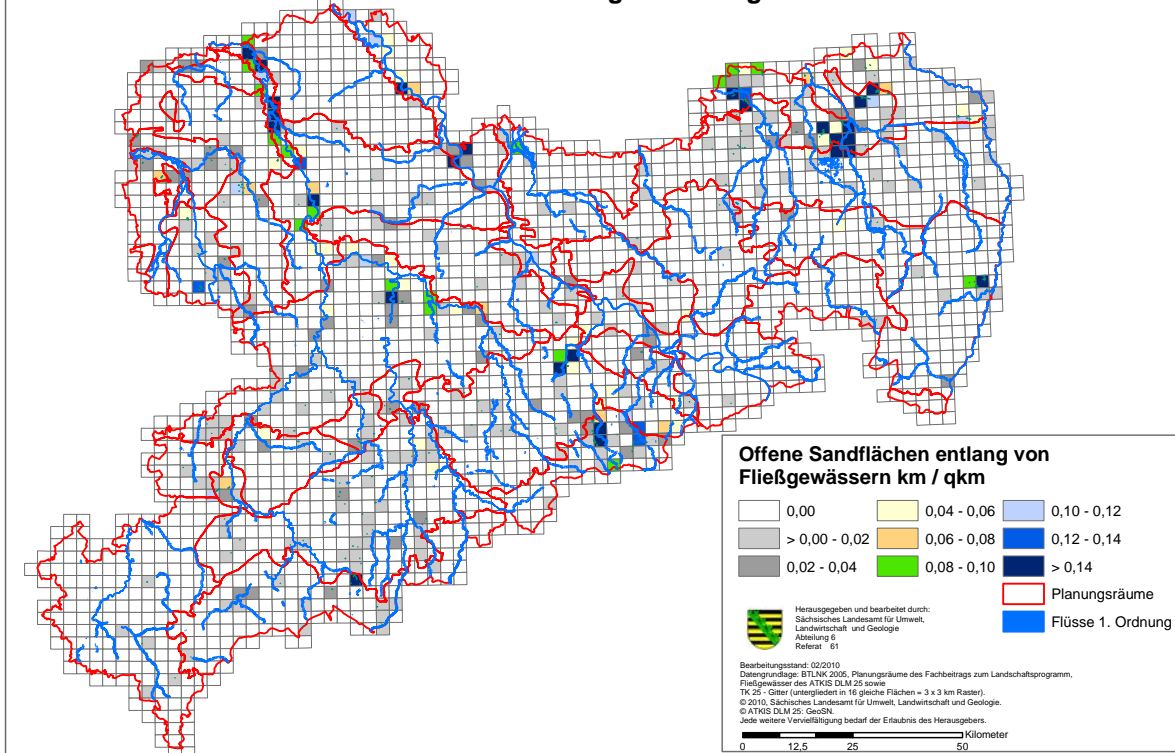 Offene Sandflächen entlang von
Fließgewässern km / qkm
0,00
> 0,00 - 0,02
0,02 - 0,04
0,04 - 0,06
0,06 - 0,08
0,08 - 0,10
0,10 - 0,12
0,12 - 0,14
> 0,14
Planungsräume
Flüsse 1. Ordnung
Herausgegeben und bearbeitet durch:
Sächsisches Landesamt für Umwelt,
Landwirtschaft und Geologie
Abteilung 6
Referat 61
Bearbeitungsstand: 02/2010
Datengrundlage: BTLNK 2005, Planungsräume des Fachbeitrags zum Landschaftsprogramm,
Fließgewässer des ATKIS DLM 25 sowie
TK 25 - Gitter (untergliedert in 16 gleiche Flächen = 3 x 3 km Raster).
© 2010, Sächisches Landesamt für Umwelt, Landwirtschaft und Geologie.
© ATKIS DLM 25: GeoSN.
Jede weitere Vervielfältigung bedarf der Erlaubnis des Herausgebers.
Kilometer
0 12,5 25 50